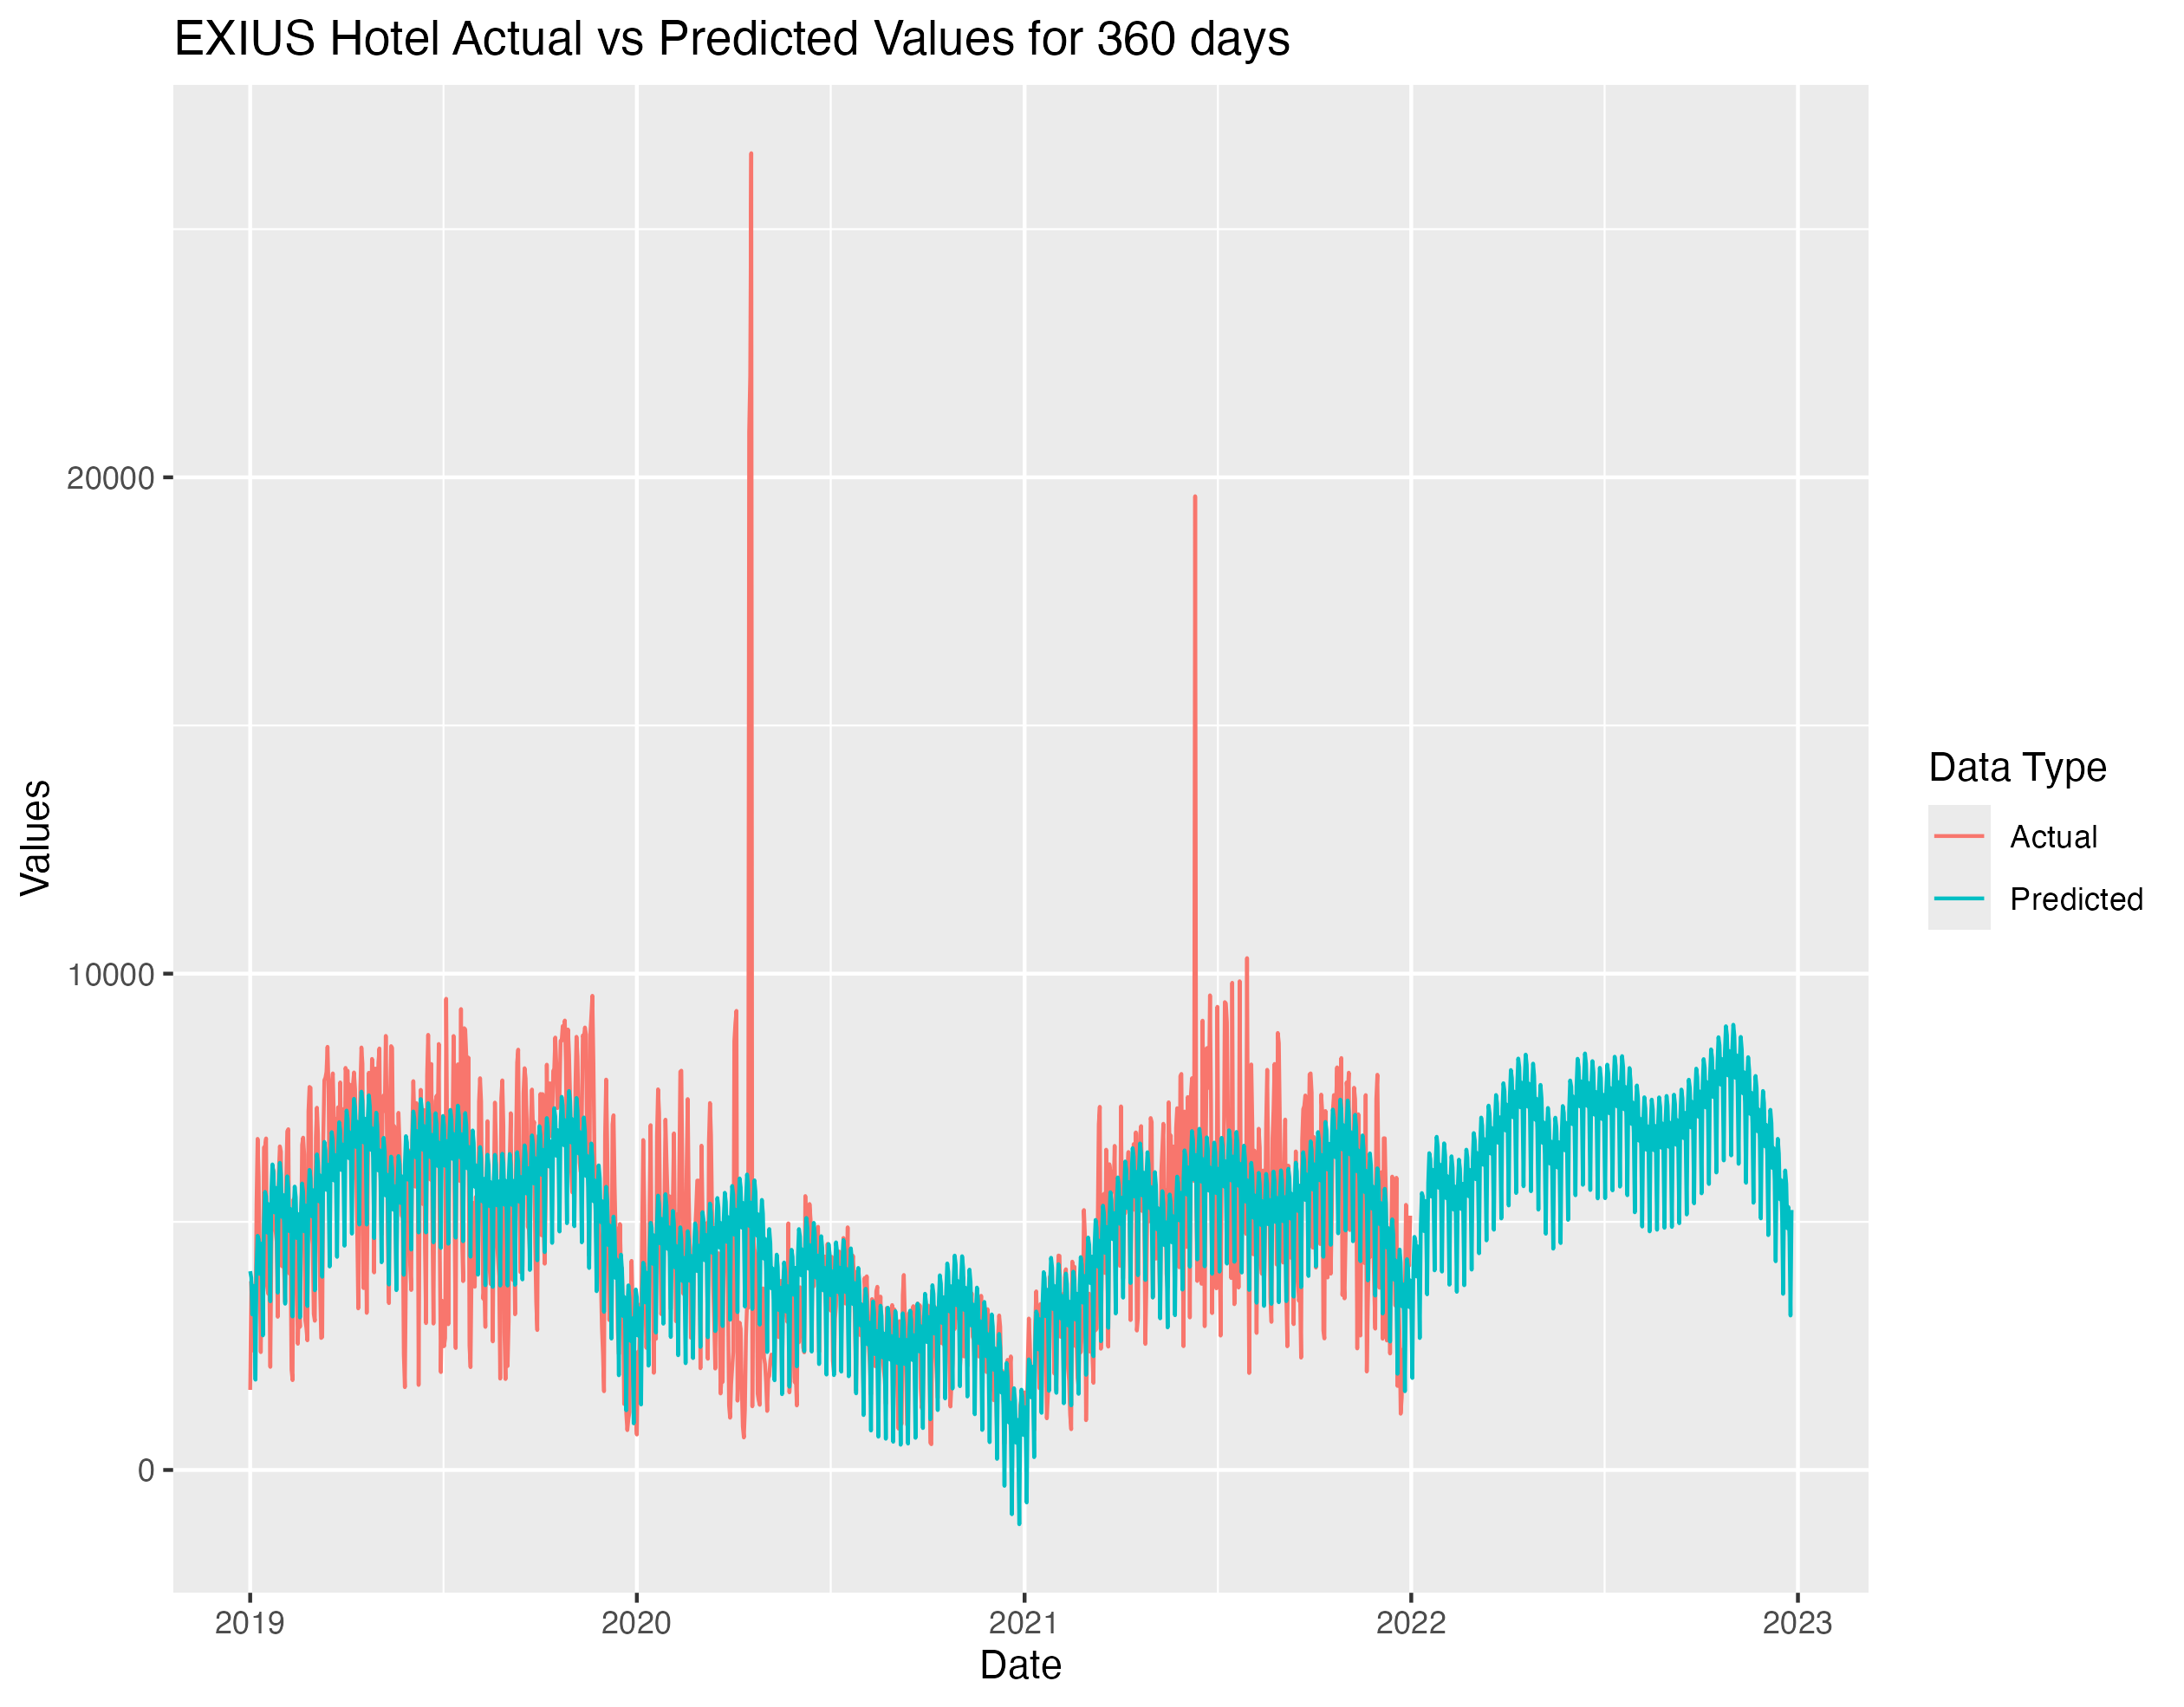 EXIUS Hotel Actual vs Predicted Values for 360 days
Values
20000
10000
0
2019 2020 2021 2022 2023
Date
Data Type
Actual
Predicted